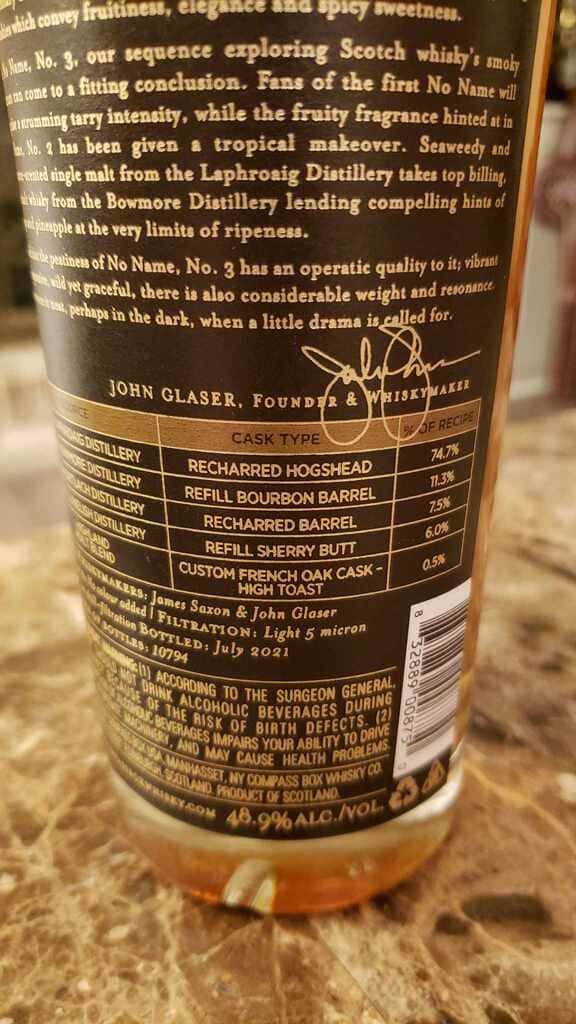 which convey fruitiness, elegance and spicy sweetness.
Name, No. 3, our sequence exploring Scotch whisky's smoky
can come to a fitting conclusion. Fans of the first No Name will
strumming tarry intensity, while the fruity fragrance hinted at in
No. 2 has been given a tropical makeover. Seaweedy and
single malt from the Laphroaig Distillery takes top billing,
whisky from the Bowmore Distillery lending compelling hints of
pineapple at the very limits of ripeness.
the peatiness of No Name, No. 3 has an operatic quality to it; vibrant
wild yet graceful, there is also considerable weight and resonance.
perhaps in the dark, when a little drama is called for.
JOHN GLASER, FOUNDER & WHISKYMAKER
CASK TYPE % OF RECIPE
DISTILLERY RECHARRED HOGSHEAD 74.7%
DISTILLERY REFILL BOURBON BARREL 11.3%
DISTILLERY RECHARRED BARREL 7.5%
DISTILLERY REFILL SHERRY BUTT 6.0%
BLEND CUSTOM FRENCH OAK CASK - HIGH TOAST 0.5%
James Saxon & John Glaser
colour added | FILTRATION: Light 5 micron
BOTTLED: July 2021
BOTTLES: 10794
(1) ACCORDING TO THE SURGEON GENERAL,
NOT DRINK ALCOHOLIC BEVERAGES DURING
OF THE RISK OF BIRTH DEFECTS. (2)
BEVERAGES IMPAIRS YOUR ABILITY TO DRIVE
MACHINERY, AND MAY CAUSE HEALTH PROBLEMS.
MANHASSET, NY COMPASS BOX WHISKY CO.
SCOTLAND. PRODUCT OF SCOTLAND.
48.9% ALC./VOL.
8 32889 00875 9